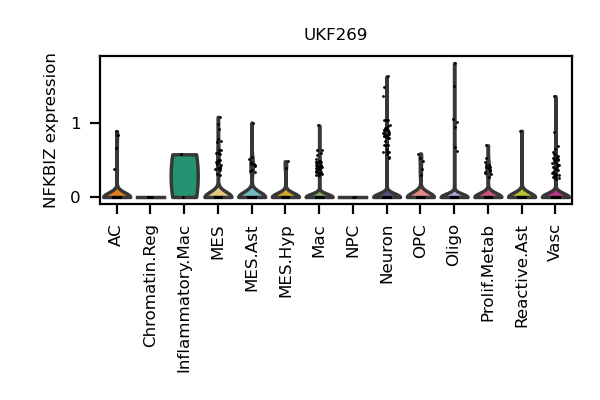 UKF269
NFKBIZ expression
1
0
AC
Chromatin.Reg
Inflammatory.Mac
MES
MES.Ast
MES.Hyp
Mac
NPC
Neuron
OPC
Oligo
Prolif.Metab
Reactive.Ast
Vasc